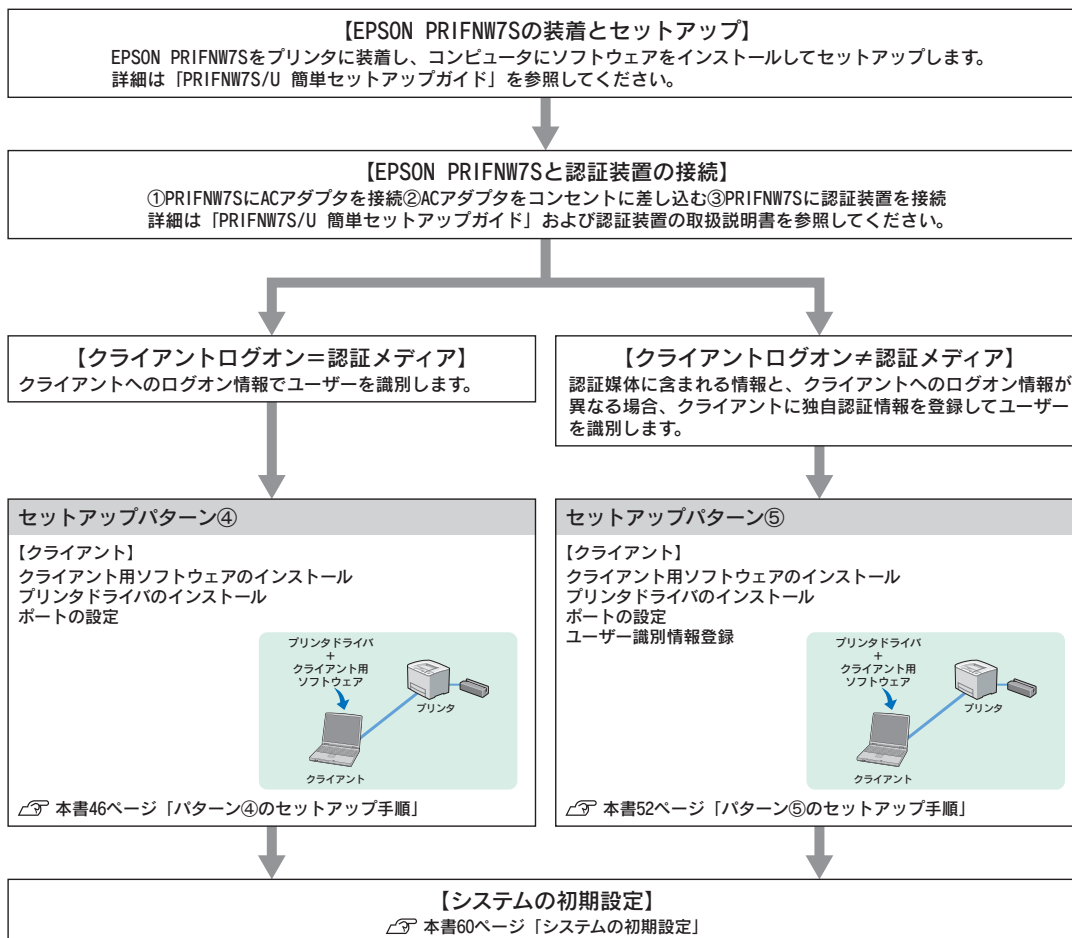 【EPSON PRIFNW7Sの装着とセットアップ】
EPSON PRIFNW7Sをプリンタに装着し、コンピュータにソフトウェアをインストールしてセットアップします。
詳細は「PRIFNW7S/U 簡単セットアップガイド」を参照してください。
【EPSON PRIFNW7Sと認証装置の接続】
①PRIFNW7SにACアダプタを接続②ACアダプタをコンセントに差し込む③PRIFNW7Sに認証装置を接続
詳細は「PRIFNW7S/U 簡単セットアップガイド」および認証装置の取扱説明書を参照してください。
【クライアントログオン＝認証メディア】
クライアントへのログオン情報でユーザーを識別します。
【クライアントログオン≠認証メディア】
認証媒体に含まれる情報と、クライアントへのログオン情報が
異なる場合、クライアントに独自認証情報を登録してユーザー
を識別します。
セットアップパターン④
【クライアント】
クライアント用ソフトウェアのインストール
プリンタドライバのインストール
ポートの設定
プリンタドライバ
＋
クライアント用
ソフトウェア
プリンタ
クライアント
本書46ページ「パターン④のセットアップ手順」
セットアップパターン⑤
【クライアント】
クライアント用ソフトウェアのインストール
プリンタドライバのインストール
ポートの設定
ユーザー識別情報登録
プリンタドライバ
＋
クライアント用
ソフトウェア
プリンタ
クライアント
本書52ページ「パターン⑤のセットアップ手順」
【システムの初期設定】
本書60ページ「システムの初期設定」